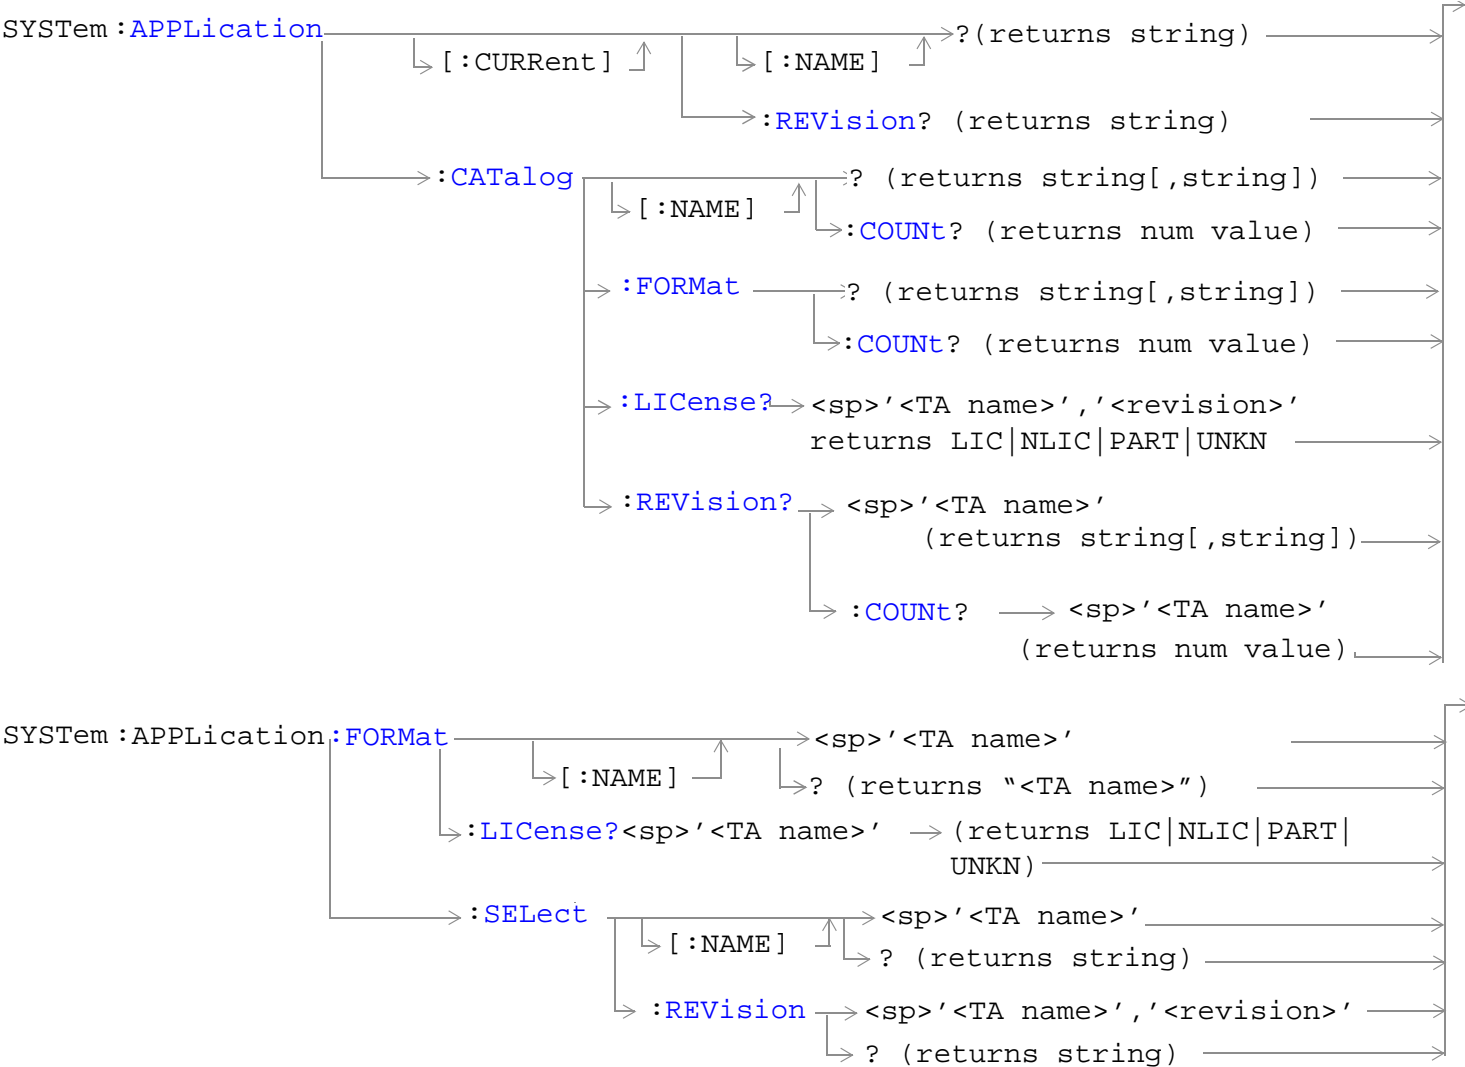 SYSTem :APPLication ?(returns string)
[:CURRent] [:NAME]
:REVision? (returns string)
:CATalog ? (returns string[,string])
[:NAME]
:COUNt? (returns num value)
:FORMat ? (returns string[,string])
:COUNt? (returns num value)
:LICense? <sp>'<TA name>','<revision>'
returns LIC|NLIC|PART|UNKN
:REVision? <sp>'<TA name>'
(returns string[,string])
:COUNt? <sp>'<TA name>'
(returns num value)
SYSTem :APPLication:FORMat <sp>'<TA name>'
[:NAME] ? (returns “<TA name>”)
:LICense?<sp>'<TA name>' (returns LIC|NLIC|PART|
UNKN)
:SELect <sp>'<TA name>'
[:NAME]
? (returns string)
:REVision <sp>'<TA name>','<revision>'
? (returns string)